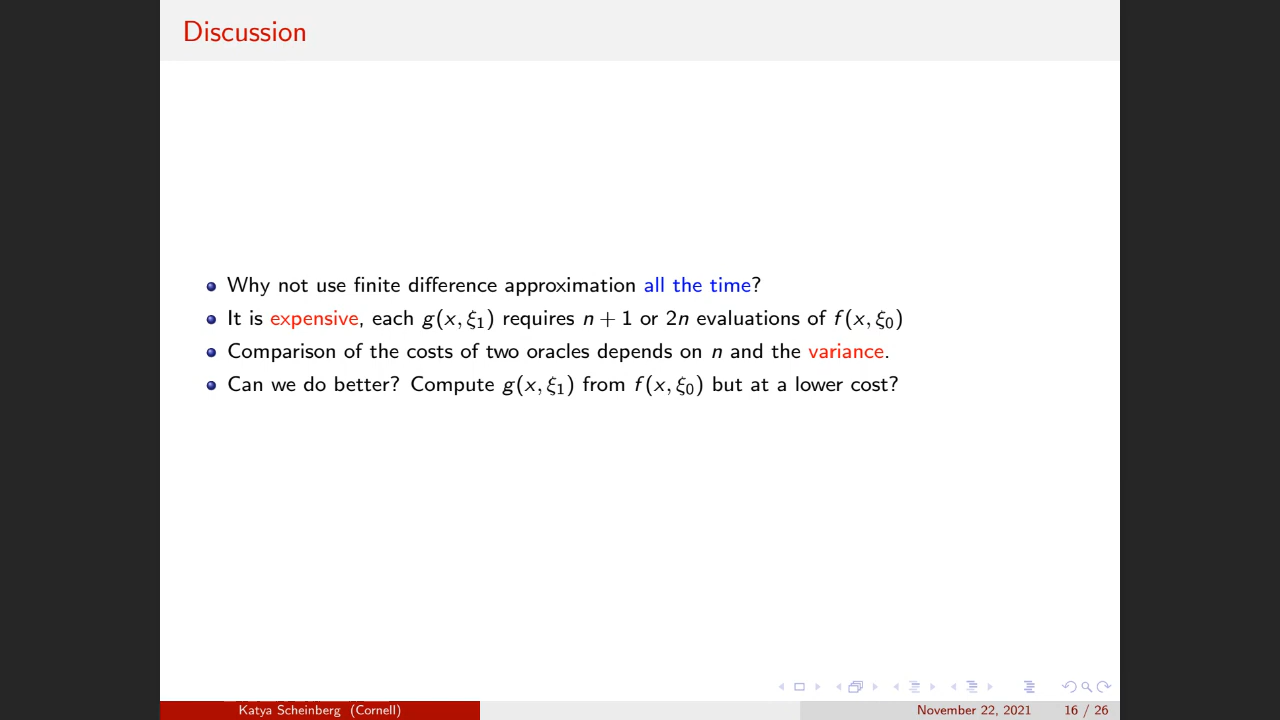 Discussion
Why not use finite difference approximation all the time?
It is expensive, each g(x, ξ₁) requires n + 1 or 2n evaluations of f(x, ξ₀)
Comparison of the costs of two oracles depends on n and the variance.
Can we do better? Compute g(x, ξ₁) from f(x, ξ₀) but at a lower cost?
Katya Scheinberg (Cornell)
November 22, 2021
16 / 26